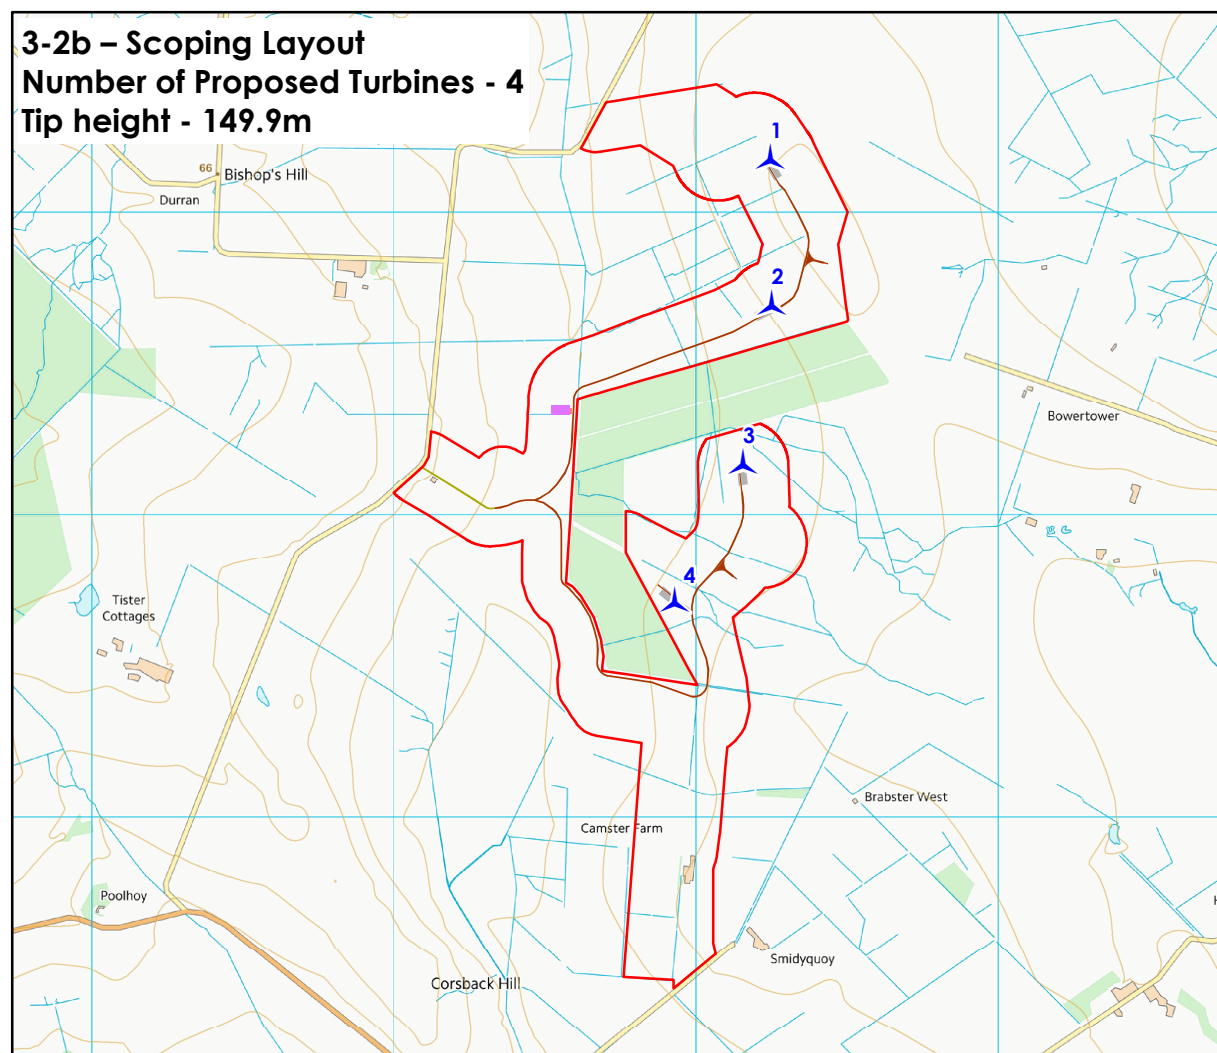 3-2b – Scoping Layout
Number of Proposed Turbines - 4
Tip height - 149.9m
1
66
Bishop's Hill
Durran
2
Bowertower
3
4
Tister
Cottages
Brabster West
Camster Farm
Poolhoy
Smidyquoy
Corsback Hill